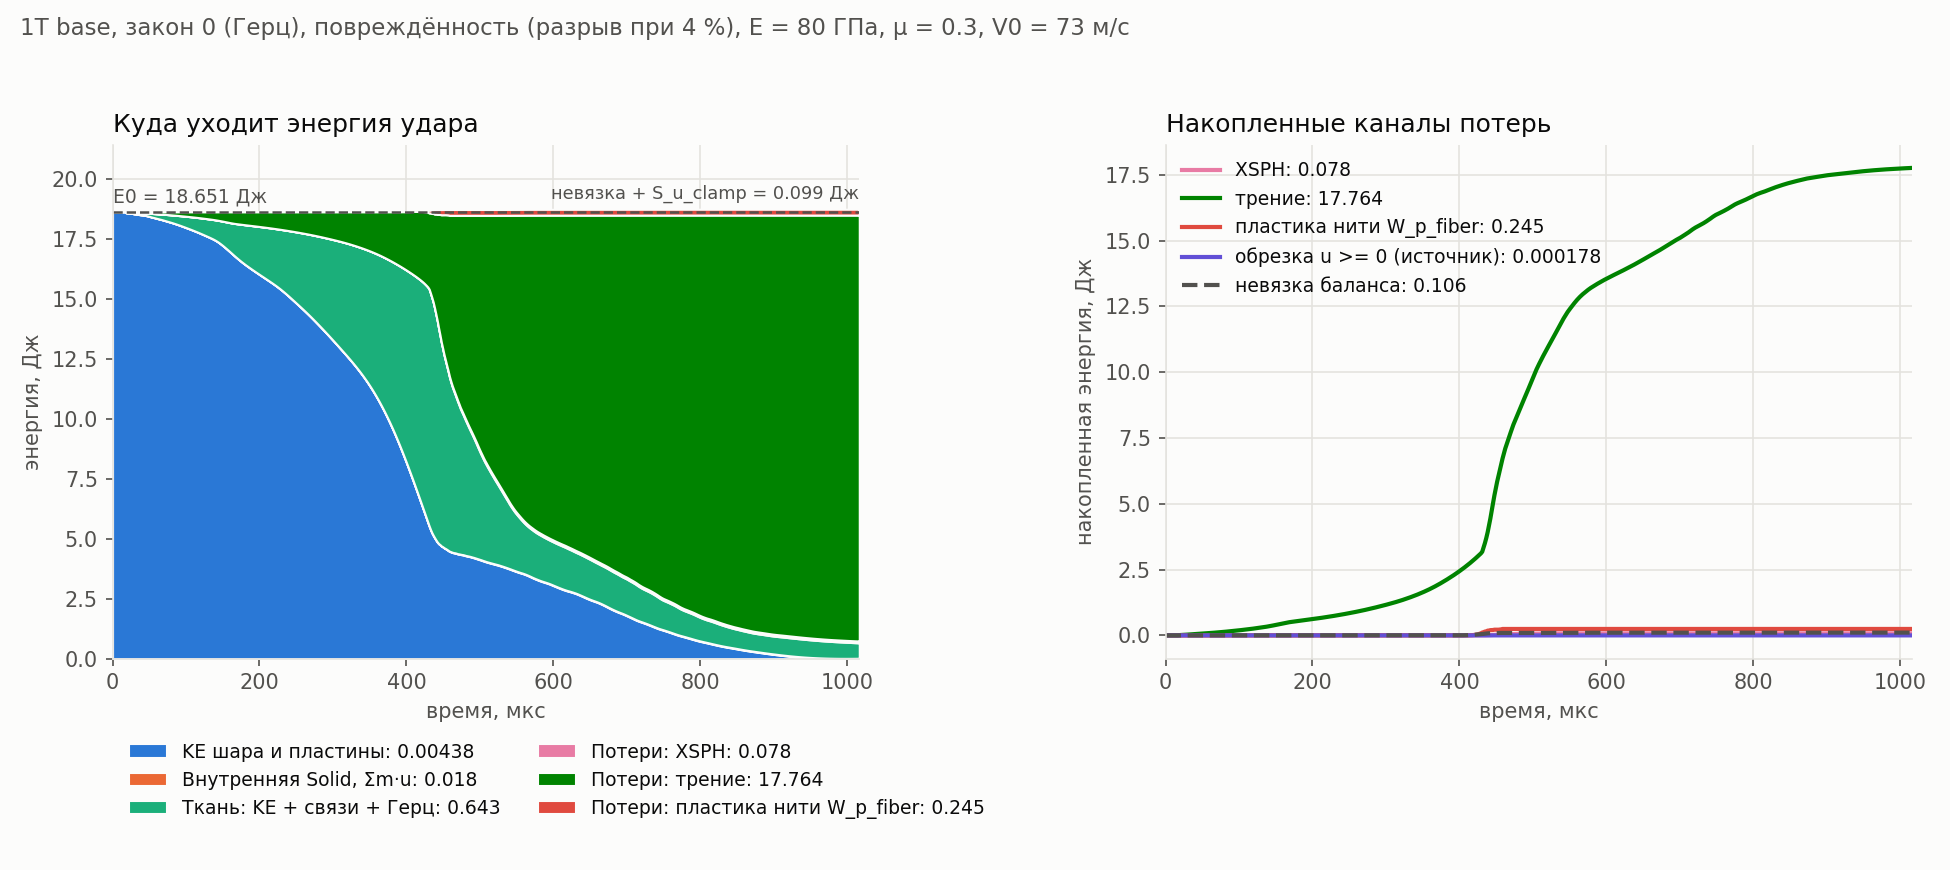 1T base, закон 0 (Герц), повреждённость (разрыв при 4 %), E = 80 ГПа, μ = 0.3, V0 = 73 м/с
Куда уходит энергия удара
E0 = 18.651 Дж
невязка + S_u_clamp = 0.099 Дж
энергия, Дж
20.0
17.5
15.0
12.5
10.0
7.5
5.0
2.5
0.0
0 200 400 600 800 1000
время, мкс
KE шара и пластины: 0.00438
Внутренняя Solid, Σm·u: 0.018
Ткань: KE + связи + Герц: 0.643
Потери: XSPH: 0.078
Потери: трение: 17.764
Потери: пластика нити W_p_fiber: 0.245
Накопленные каналы потерь
XSPH: 0.078
трение: 17.764
пластика нити W_p_fiber: 0.245
обрезка u >= 0 (источник): 0.000178
невязка баланса: 0.106
накопленная энергия, Дж
17.5
15.0
12.5
10.0
7.5
5.0
2.5
0.0
0 200 400 600 800 1000
время, мкс